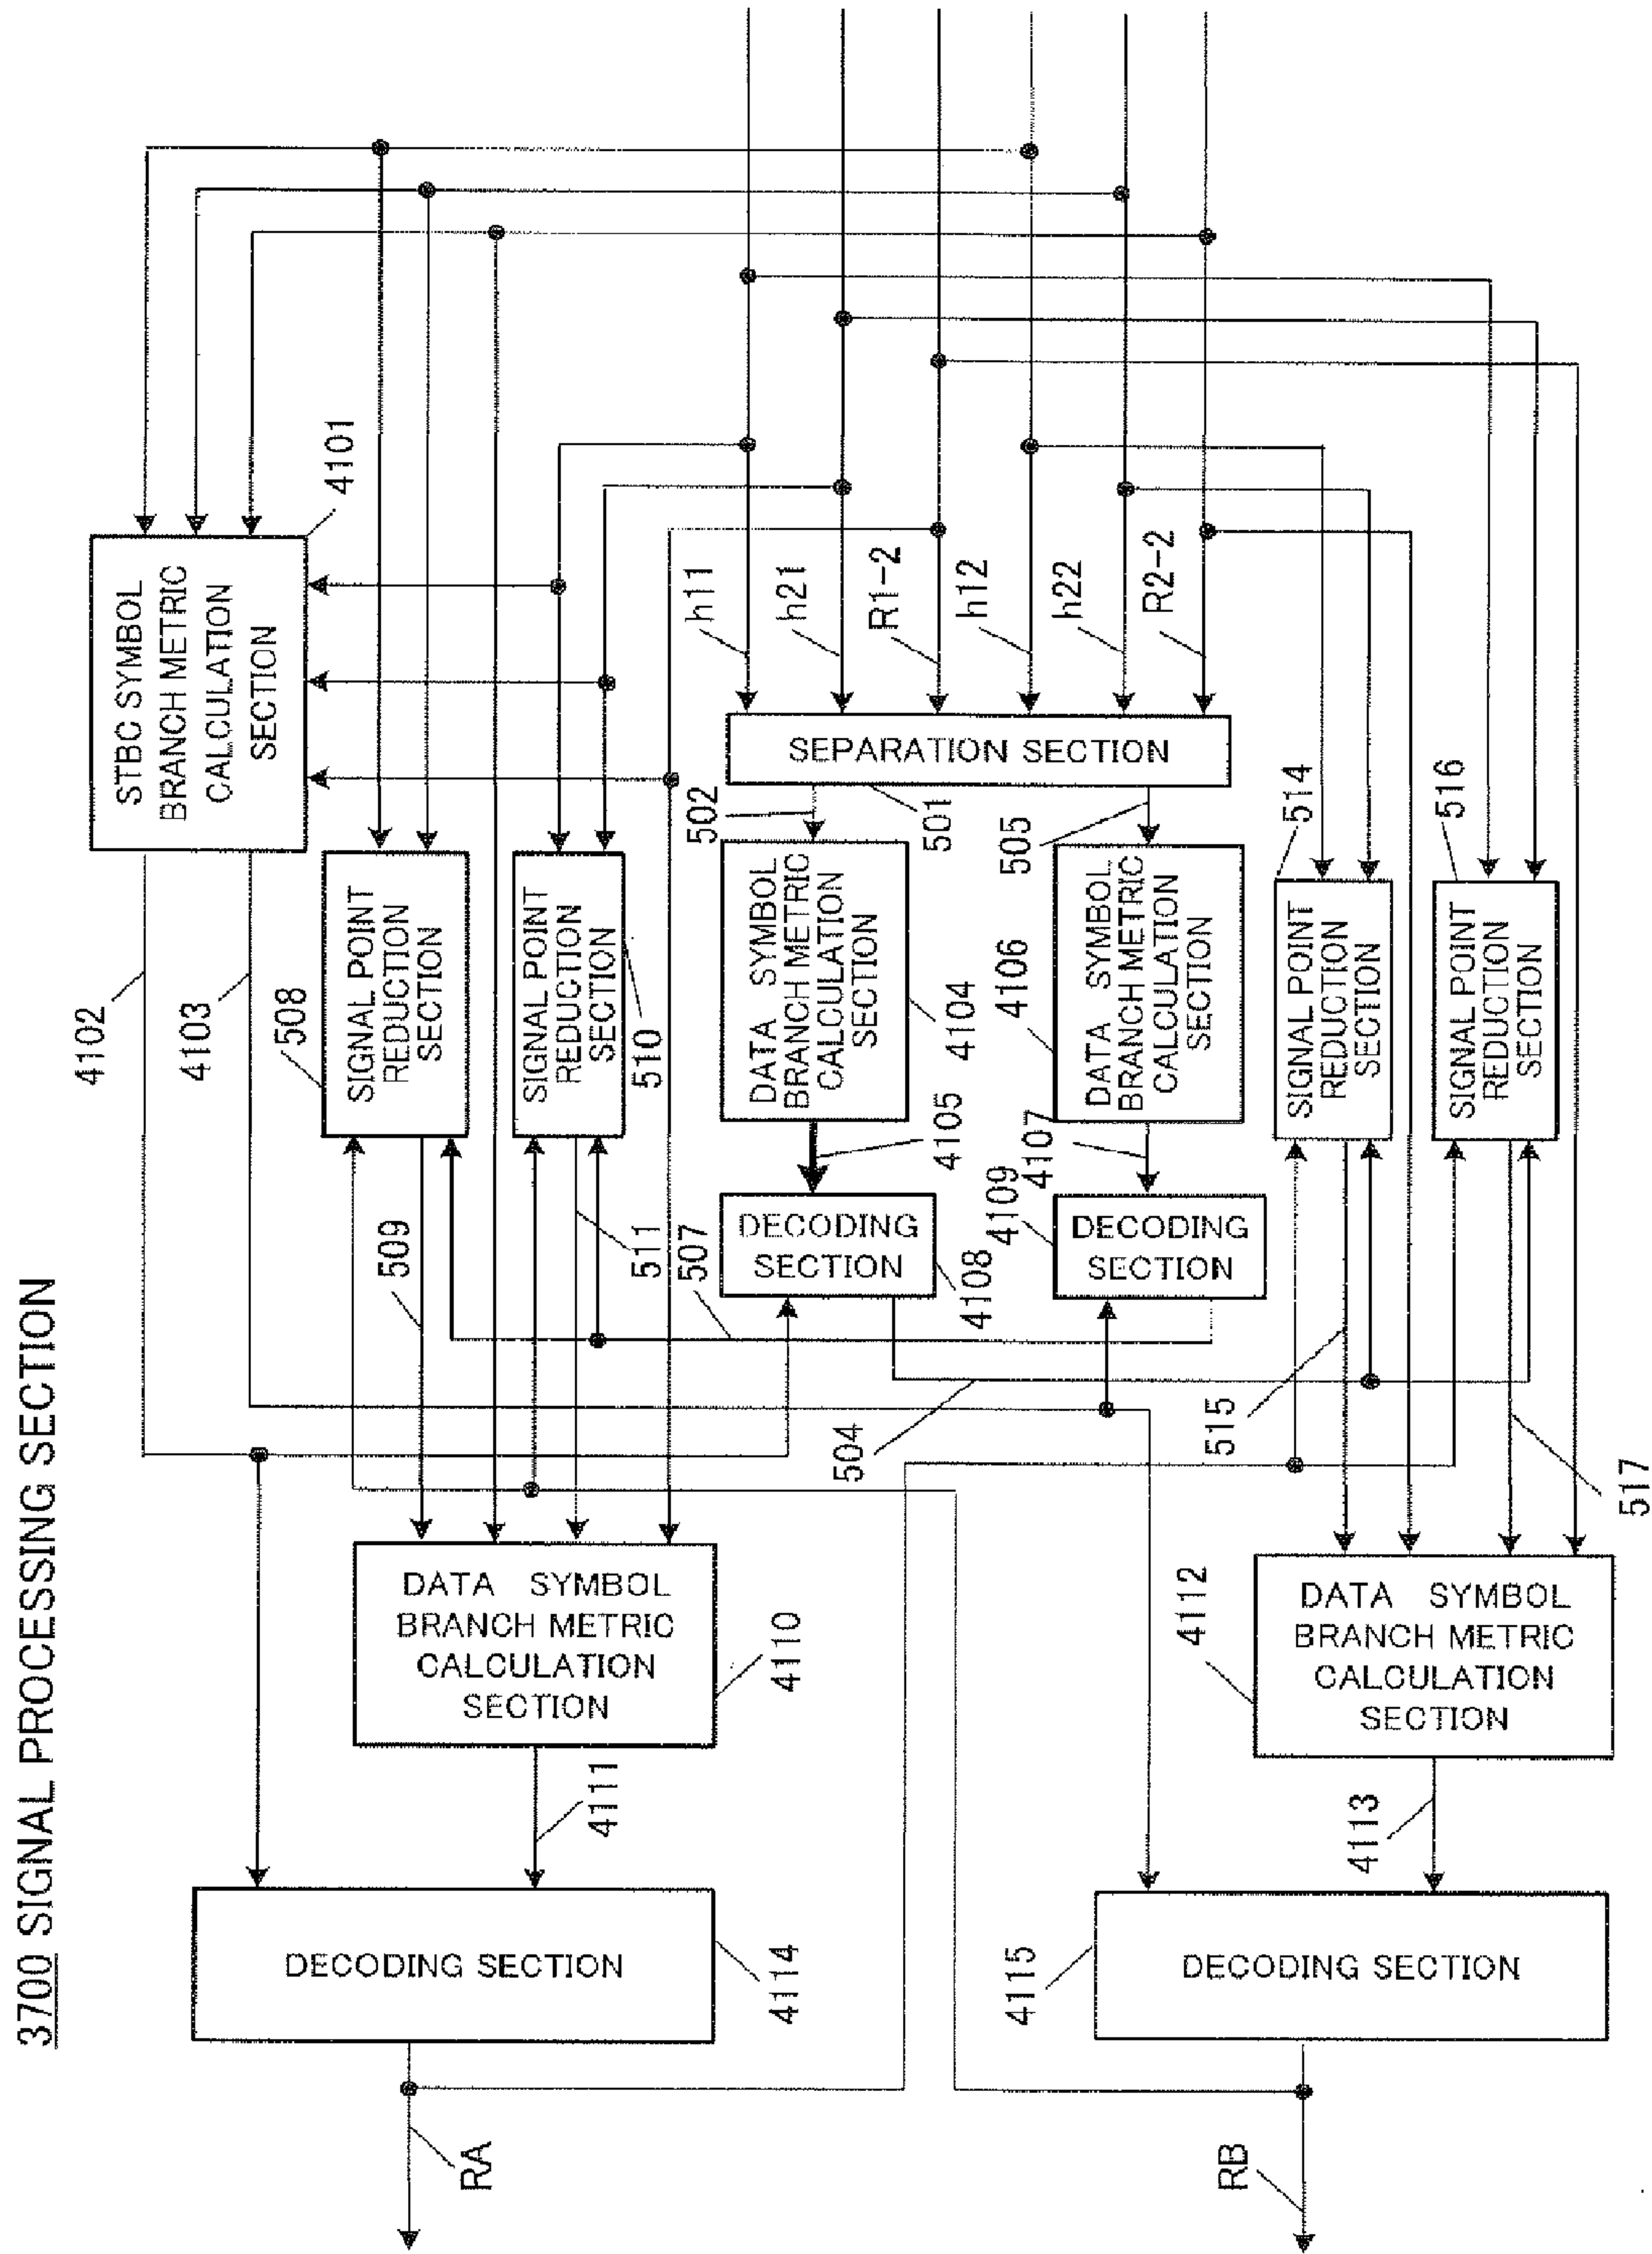 3700 SIGNAL PROCESSING SECTION
STBC SYMBOL
BRANCH METRIC
CALCULATION
SECTION
4101
4102
4103
508
SIGNAL POINT
REDUCTION
SECTION
509
SIGNAL POINT
REDUCTION
SECTION
510
511
507
h11
h21
R1-2
h12
h22
R2-2
SEPARATION SECTION
501
502
505
DATA SYMBOL
BRANCH METRIC
CALCULATION
SECTION
4104
4105
DATA SYMBOL
BRANCH METRIC
CALCULATION
SECTION
4106
4107
DECODING
SECTION
4108
DECODING
SECTION
4109
504
514
SIGNAL POINT
REDUCTION
SECTION
515
516
SIGNAL POINT
REDUCTION
SECTION
517
DATA SYMBOL
BRANCH METRIC
CALCULATION
SECTION
4110
4111
DATA SYMBOL
BRANCH METRIC
CALCULATION
SECTION
4112
4113
DECODING SECTION
4114
DECODING SECTION
4115
RA
RB